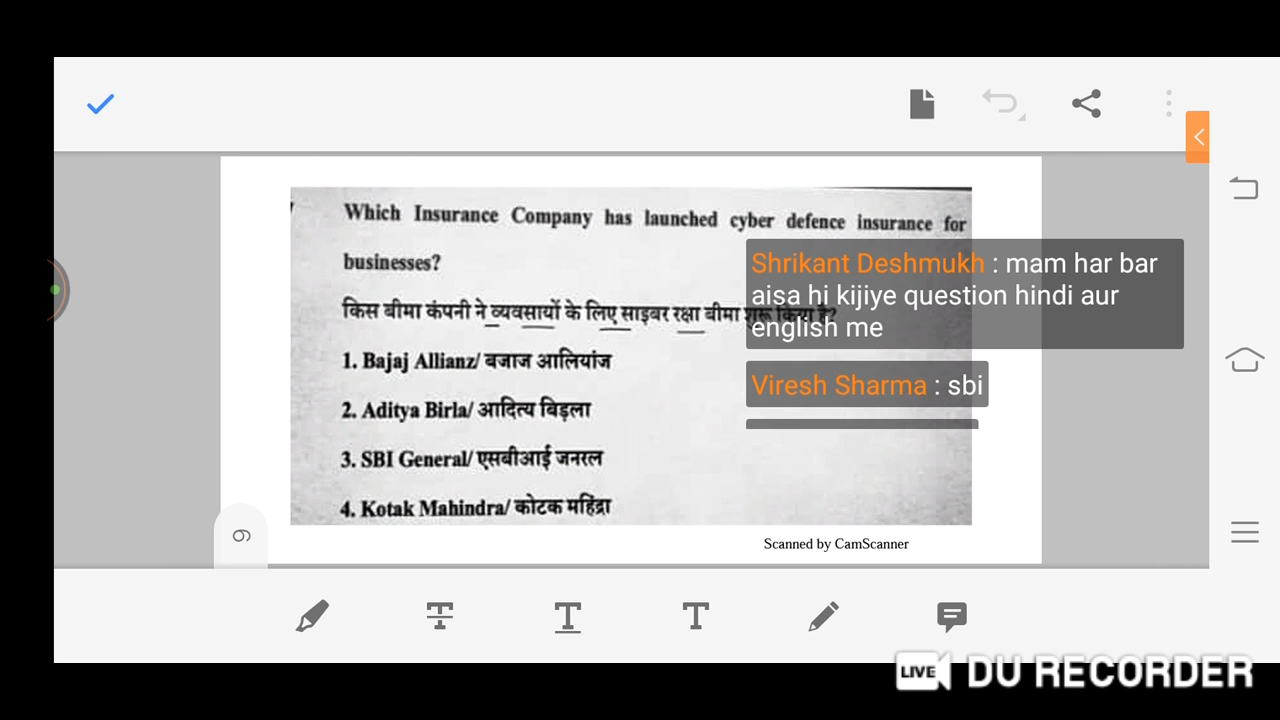 Which Insurance Company has launched cyber defence insurance for
businesses?
किस बीमा कंपनी ने व्यवसायों के लिए साइबर रक्षा बीमा शुरू किया है?
1. Bajaj Allianz/ बजाज आलियांज
2. Aditya Birla/ आदित्य बिड़ला
3. SBI General/ एसबीआई जनरल
4. Kotak Mahindra/ कोटक महिंद्रा
Scanned by CamScanner
Shrikant Deshmukh : mam har bar
aisa hi kijiye question hindi aur
english me
Viresh Sharma : sbi
6
T
T
T
LIVE DU RECORDER